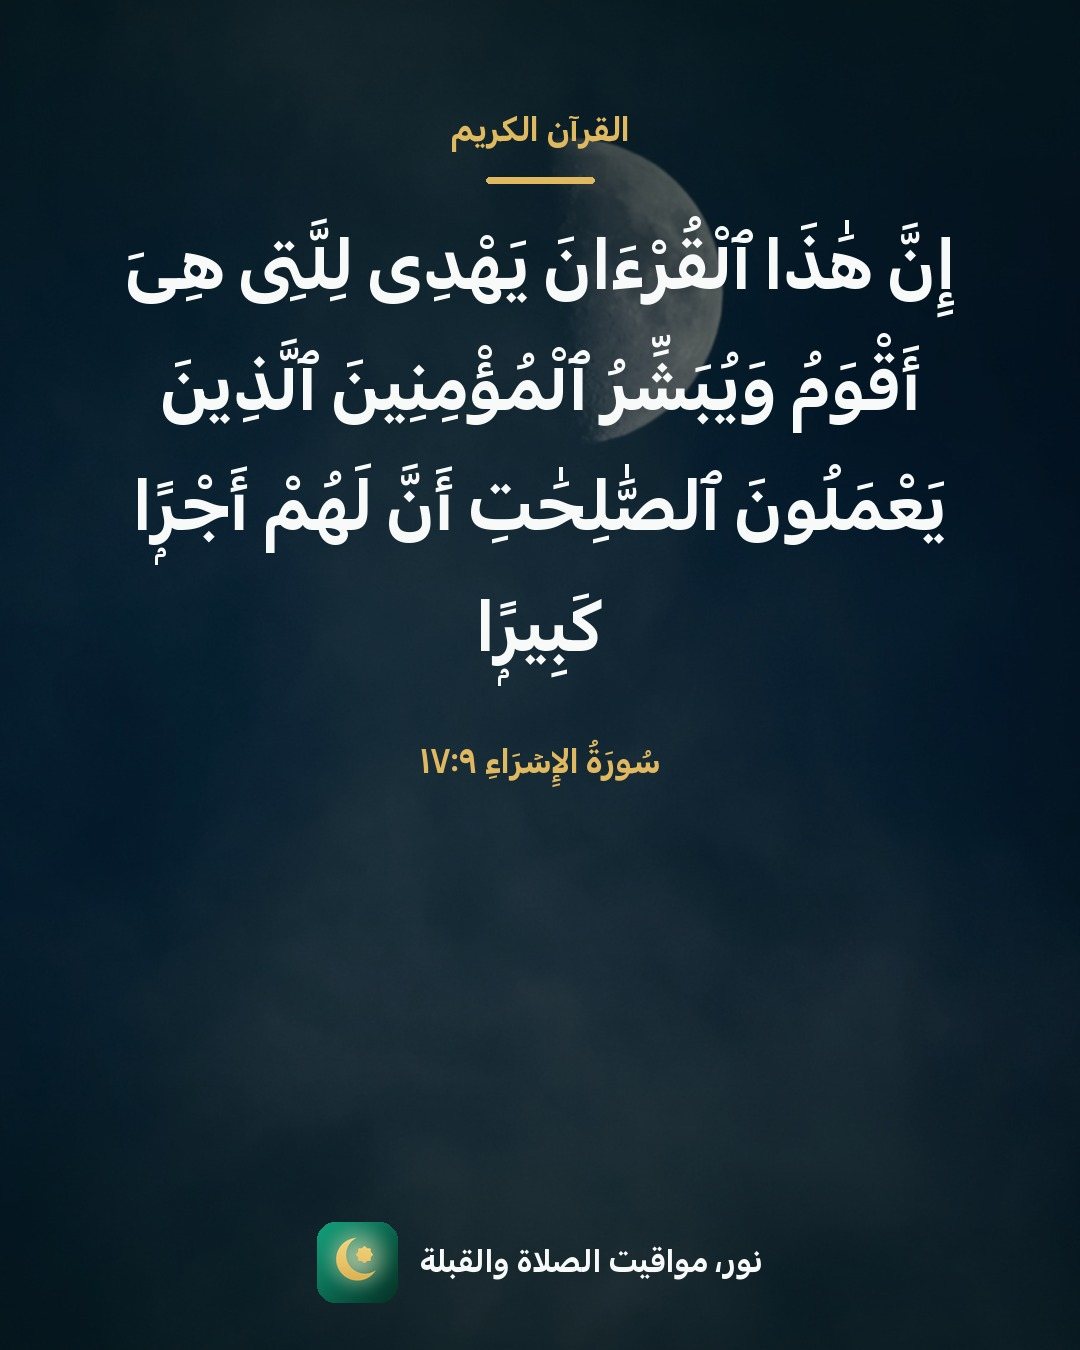 القرآن الكريم
إِنَّ هَٰذَا ٱلْقُرْءَانَ يَهْدِى لِلَّتِى هِىَ
أَقْوَمُ وَيُبَشِّرُ ٱلْمُؤْمِنِينَ ٱلَّذِينَ
يَعْمَلُونَ ٱلصَّٰلِحَٰتِ أَنَّ لَهُمْ أَجْرًۭا
كَبِيرًۭا
سُورَةُ الإِسۡرَاءِ ١٧:٩
نور، مواقيت الصلاة والقبلة